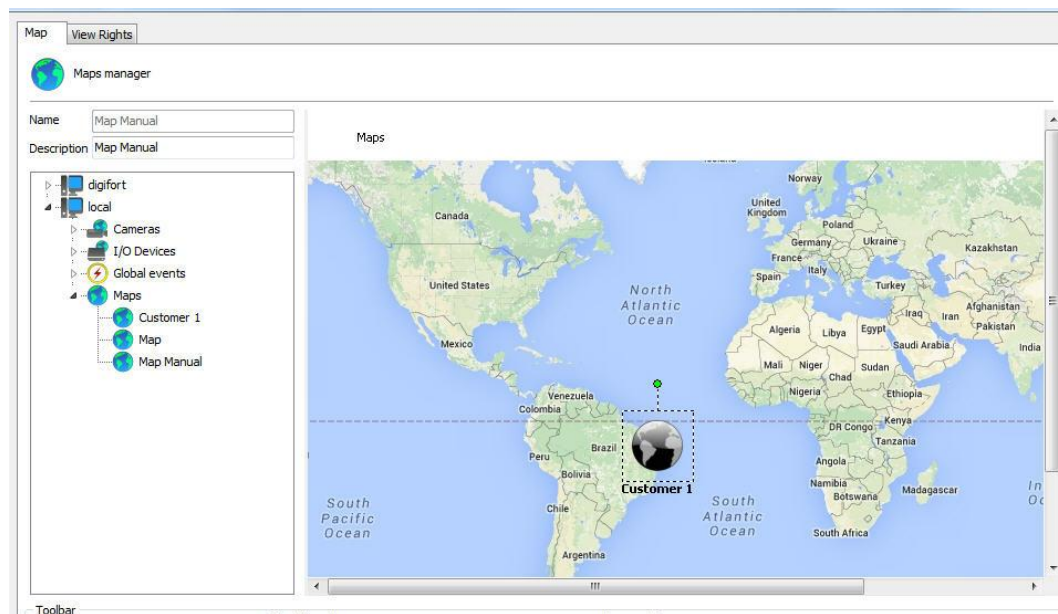 Map
View Rights
Maps manager
Name
Map Manual
Description
Map Manual
digifort
local
Cameras
I/O Devices
Global events
Maps
Customer 1
Map
Map Manual
Maps
Norway
United
Kingdom
Canada
Poland
Germany
Ukraine
Kazakhstan
France
Italy
Spain
United States
Turkey
North
Atlantic
Ocean
Afghanistan
Iraq
Iran
Pakistan
Algeria
Libya
Egypt
Mexico
Saudi Arabia
India
Mali
Niger
Sudan
Chad
Nigeria
Ethiopia
Venezuela
Colombia
DR Congo
Kenya
Brazil
Tanzania
Peru
Angola
Bolivia
Namibia
Customer 1
Botswana
Madagascar
South
Pacific
Ocean
Chile
South
Atlantic
Ocean
In
South Africa
Argentina
Toolbar